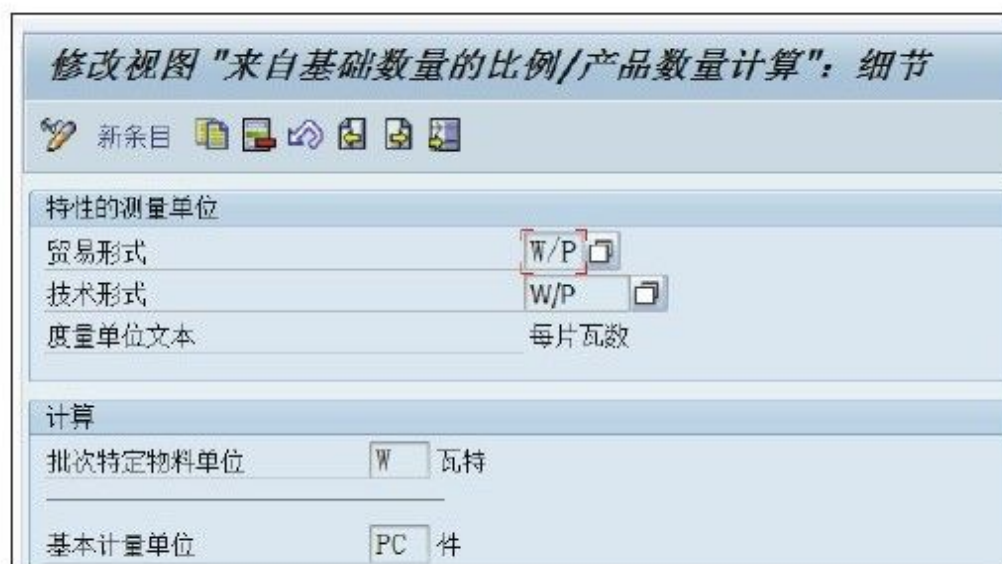 修改视图 "来自基础数量的比例/产品数量计算": 细节
新条目
特性的测量单位
贸易形式 W/P
技术形式 W/P
度量单位文本 每片瓦数
计算
批次特定物料单位 W 瓦特
基本计量单位 PC 件